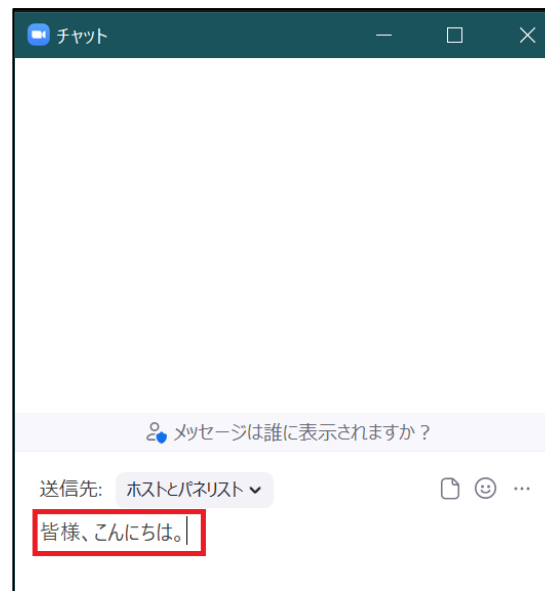 チャット
メッセージは誰に表示されますか？
送信先: ホストとパネリスト
皆様、こんにちは。